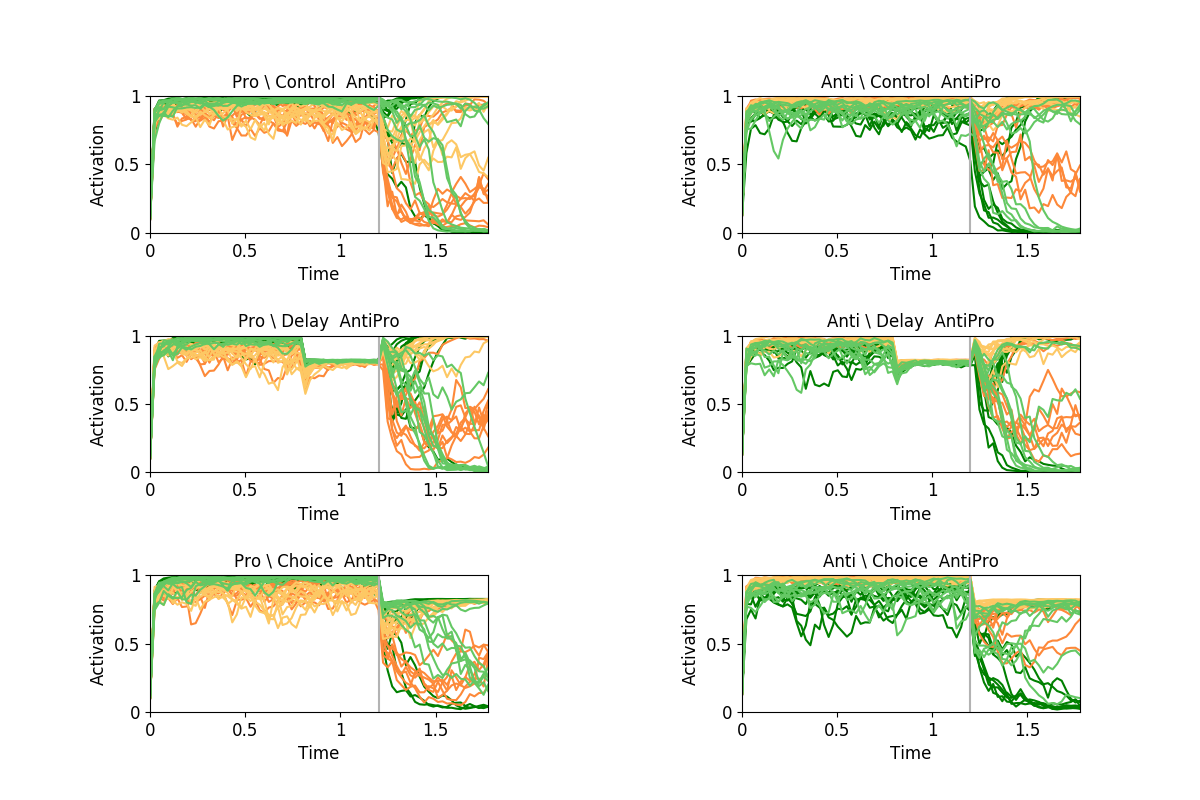 Pro \ Control  AntiPro
Anti \ Control  AntiPro
1
0.5
0
Activation
0
0.5
1
1.5
Time
1
0.5
0
Activation
0
0.5
1
1.5
Time
Pro \ Delay  AntiPro
Anti \ Delay  AntiPro
1
0.5
0
Activation
0
0.5
1
1.5
Time
1
0.5
0
Activation
0
0.5
1
1.5
Time
Pro \ Choice  AntiPro
Anti \ Choice  AntiPro
1
0.5
0
Activation
0
0.5
1
1.5
Time
1
0.5
0
Activation
0
0.5
1
1.5
Time